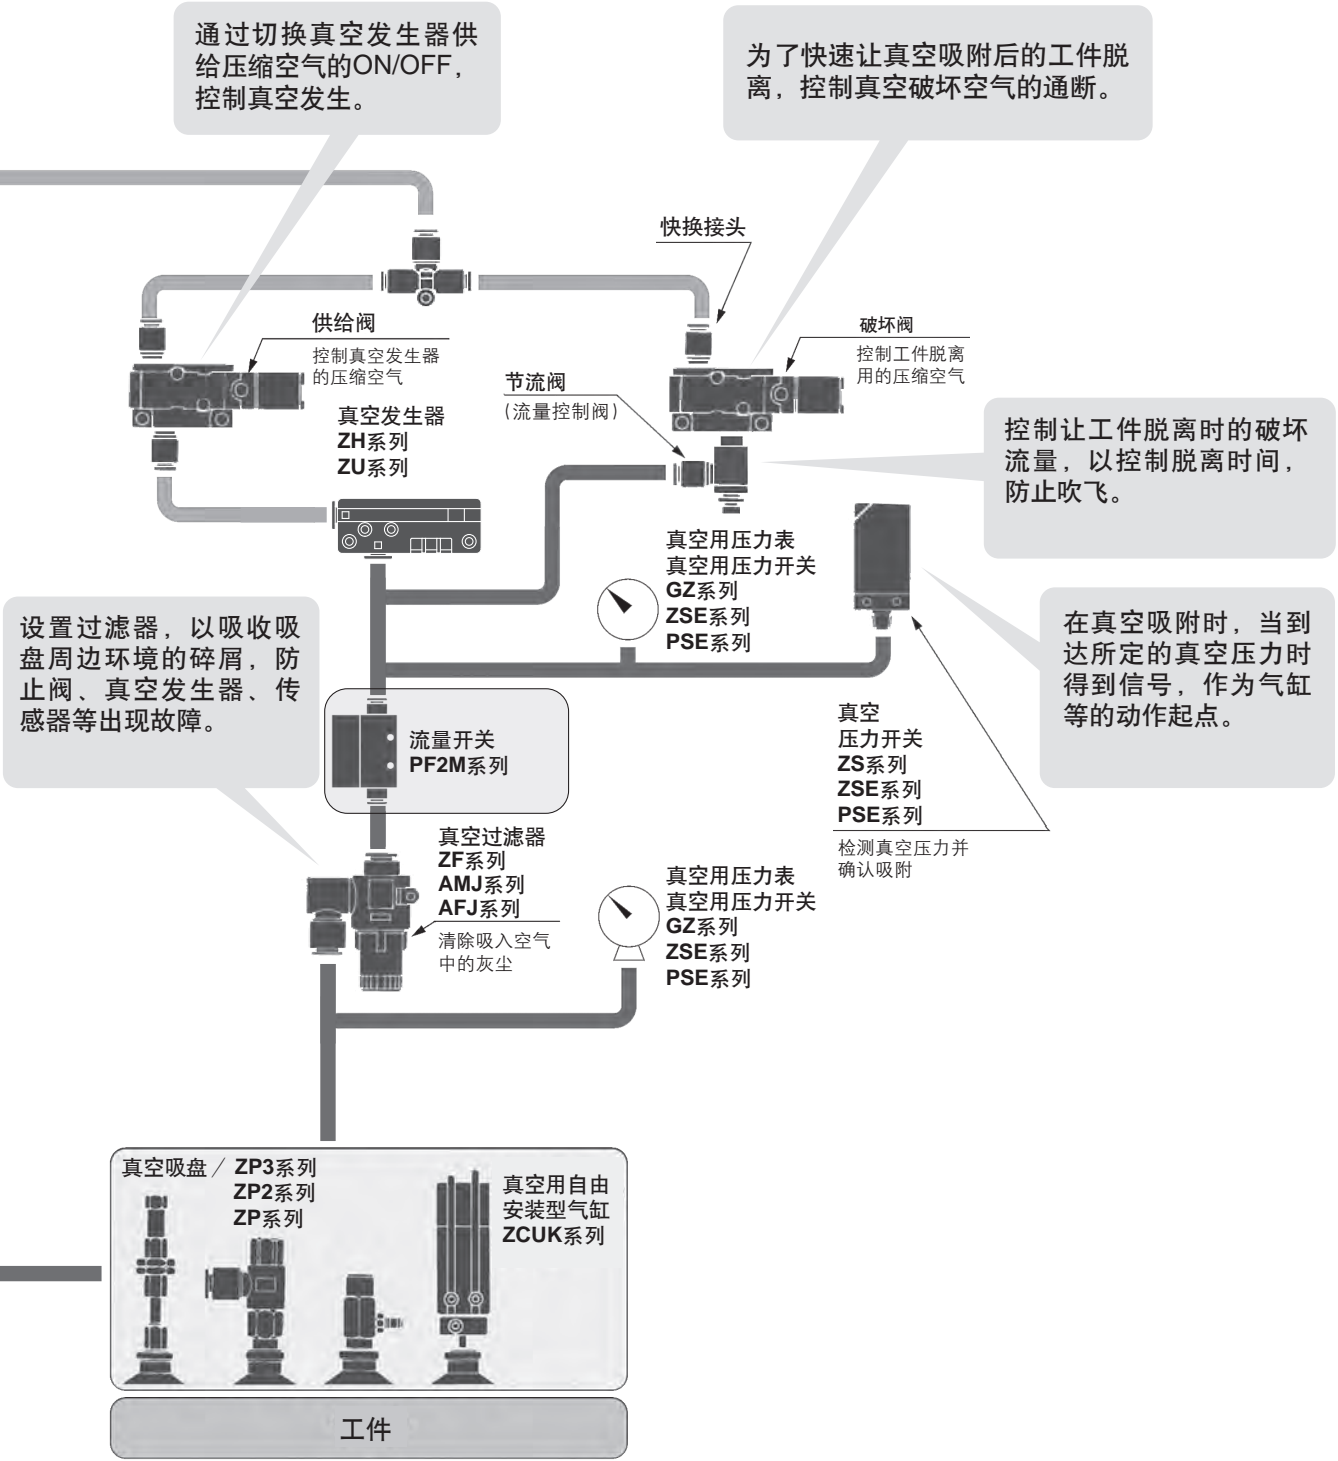 通过切换真空发生器供
给压缩空气的ON/OFF，
控制真空发生。
为了快速让真空吸附后的工件脱
离，控制真空破坏空气的通断。
快换接头
供给阀
控制真空发生器
的压缩空气
破坏阀
控制工件脱离
用的压缩空气
节流阀
（流量控制阀）
真空发生器
ZH系列
ZU系列
控制让工件脱离时的破坏
流量，以控制脱离时间，
防止吹飞。
真空用压力表
真空用压力开关
GZ系列
ZSE系列
PSE系列
在真空吸附时，当到
达所定的真空压力时
得到信号，作为气缸
等的动作起点。
设置过滤器，以吸收吸
盘周边环境的碎屑，防
止阀、真空发生器、传
感器等出现故障。
流量开关
PF2M系列
真空
压力开关
ZS系列
ZSE系列
PSE系列
检测真空压力并
确认吸附
真空过滤器
ZF系列
AMJ系列
AFJ系列
清除吸入空气
中的灰尘
真空用压力表
真空用压力开关
GZ系列
ZSE系列
PSE系列
真空吸盘／ZP3系列
ZP2系列
ZP系列
真空用自由
安装型气缸
ZCUK系列
工件